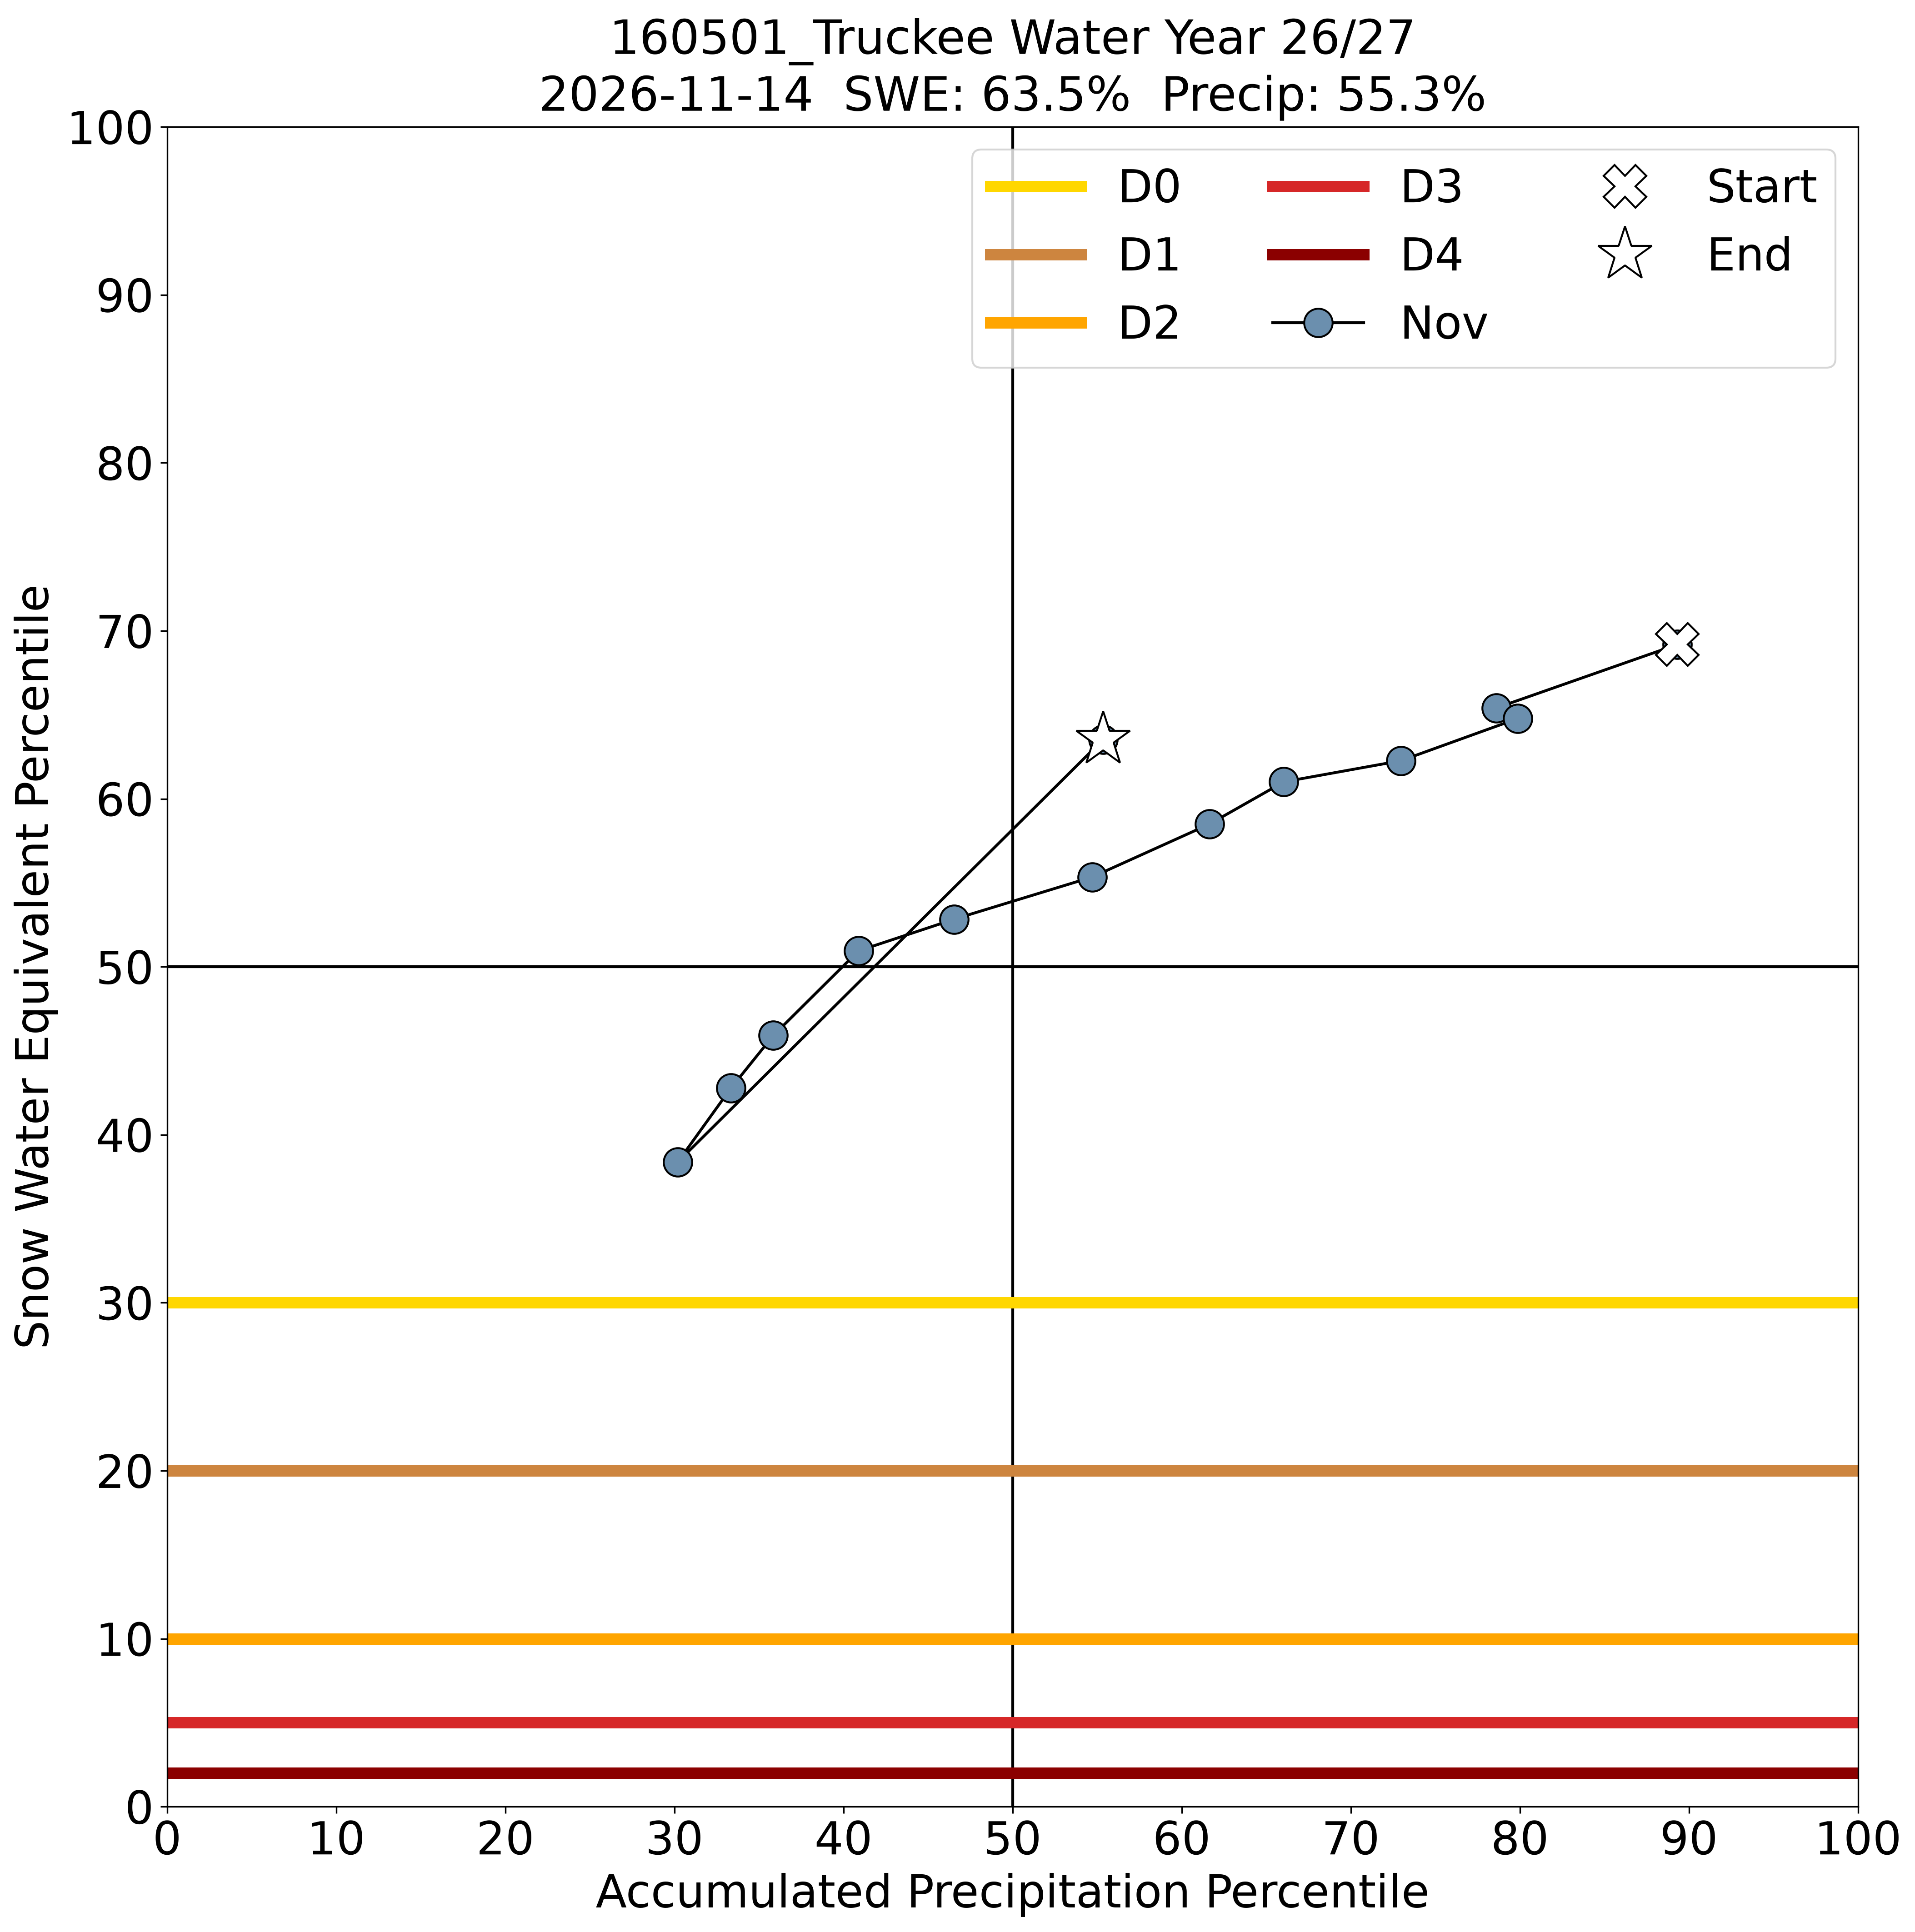 160501_Truckee Water Year 26/27
2026-11-14 SWE: 63.5% Precip: 55.3%
D0
D1
D2
D3
D4
Nov
Start
End
Snow Water Equivalent Percentile
100
90
80
70
60
50
40
30
20
10
0
0 10 20 30 40 50 60 70 80 90 100
Accumulated Precipitation Percentile